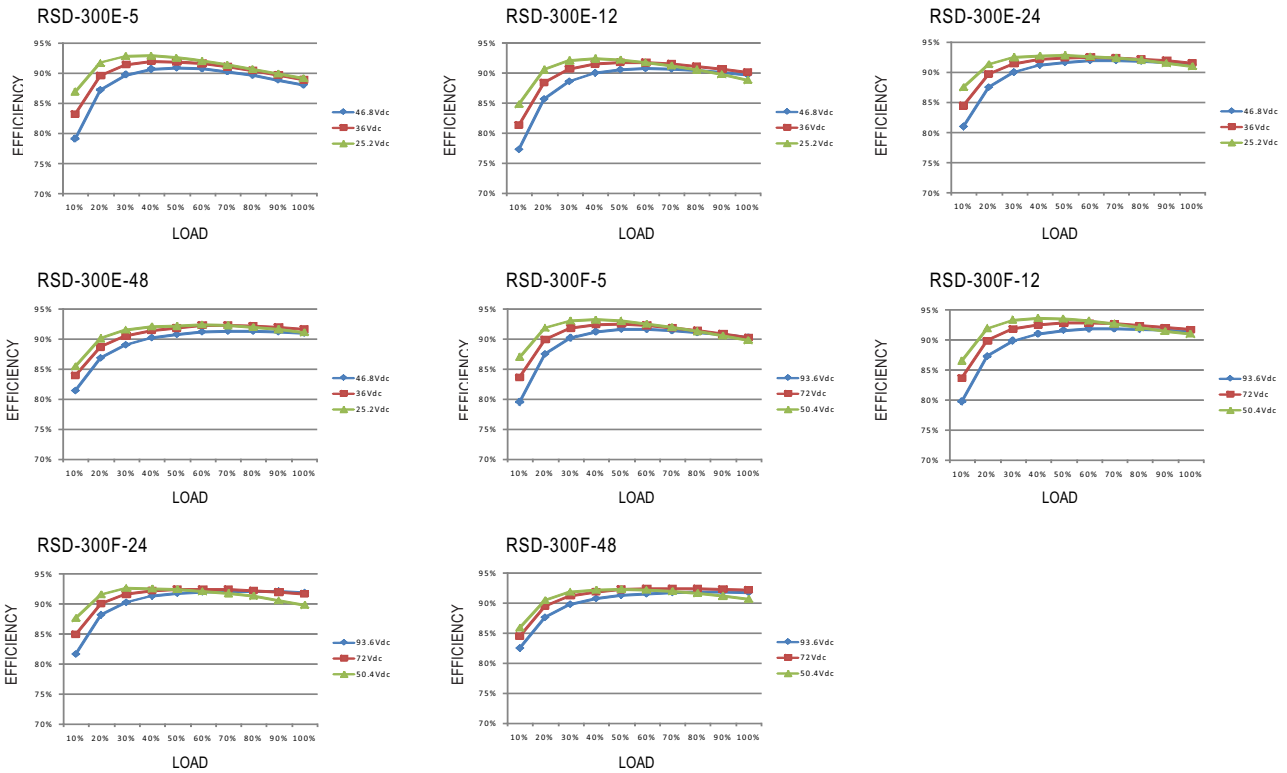 RSD-300E-5
95%
90%
85%
80%
75%
70%
EFFICIENCY
10% 20% 30% 40% 50% 60% 70% 80% 90% 100%
LOAD
46.8Vdc
36Vdc
25.2Vdc
RSD-300E-12
95%
90%
85%
80%
75%
70%
EFFICIENCY
10% 20% 30% 40% 50% 60% 70% 80% 90% 100%
LOAD
46.8Vdc
36Vdc
25.2Vdc
RSD-300E-24
95%
90%
85%
80%
75%
70%
EFFICIENCY
10% 20% 30% 40% 50% 60% 70% 80% 90% 100%
LOAD
46.8Vdc
36Vdc
25.2Vdc
RSD-300E-48
95%
90%
85%
80%
75%
70%
EFFICIENCY
10% 20% 30% 40% 50% 60% 70% 80% 90% 100%
LOAD
46.8Vdc
36Vdc
25.2Vdc
RSD-300F-5
95%
90%
85%
80%
75%
70%
EFFICIENCY
10% 20% 30% 40% 50% 60% 70% 80% 90% 100%
LOAD
93.6Vdc
72Vdc
50.4Vdc
RSD-300F-12
95%
90%
85%
80%
75%
70%
EFFICIENCY
10% 20% 30% 40% 50% 60% 70% 80% 90% 100%
LOAD
93.6Vdc
72Vdc
50.4Vdc
RSD-300F-24
95%
90%
85%
80%
75%
70%
EFFICIENCY
10% 20% 30% 40% 50% 60% 70% 80% 90% 100%
LOAD
93.6Vdc
72Vdc
50.4Vdc
RSD-300F-48
95%
90%
85%
80%
75%
70%
EFFICIENCY
10% 20% 30% 40% 50% 60% 70% 80% 90% 100%
LOAD
93.6Vdc
72Vdc
50.4Vdc